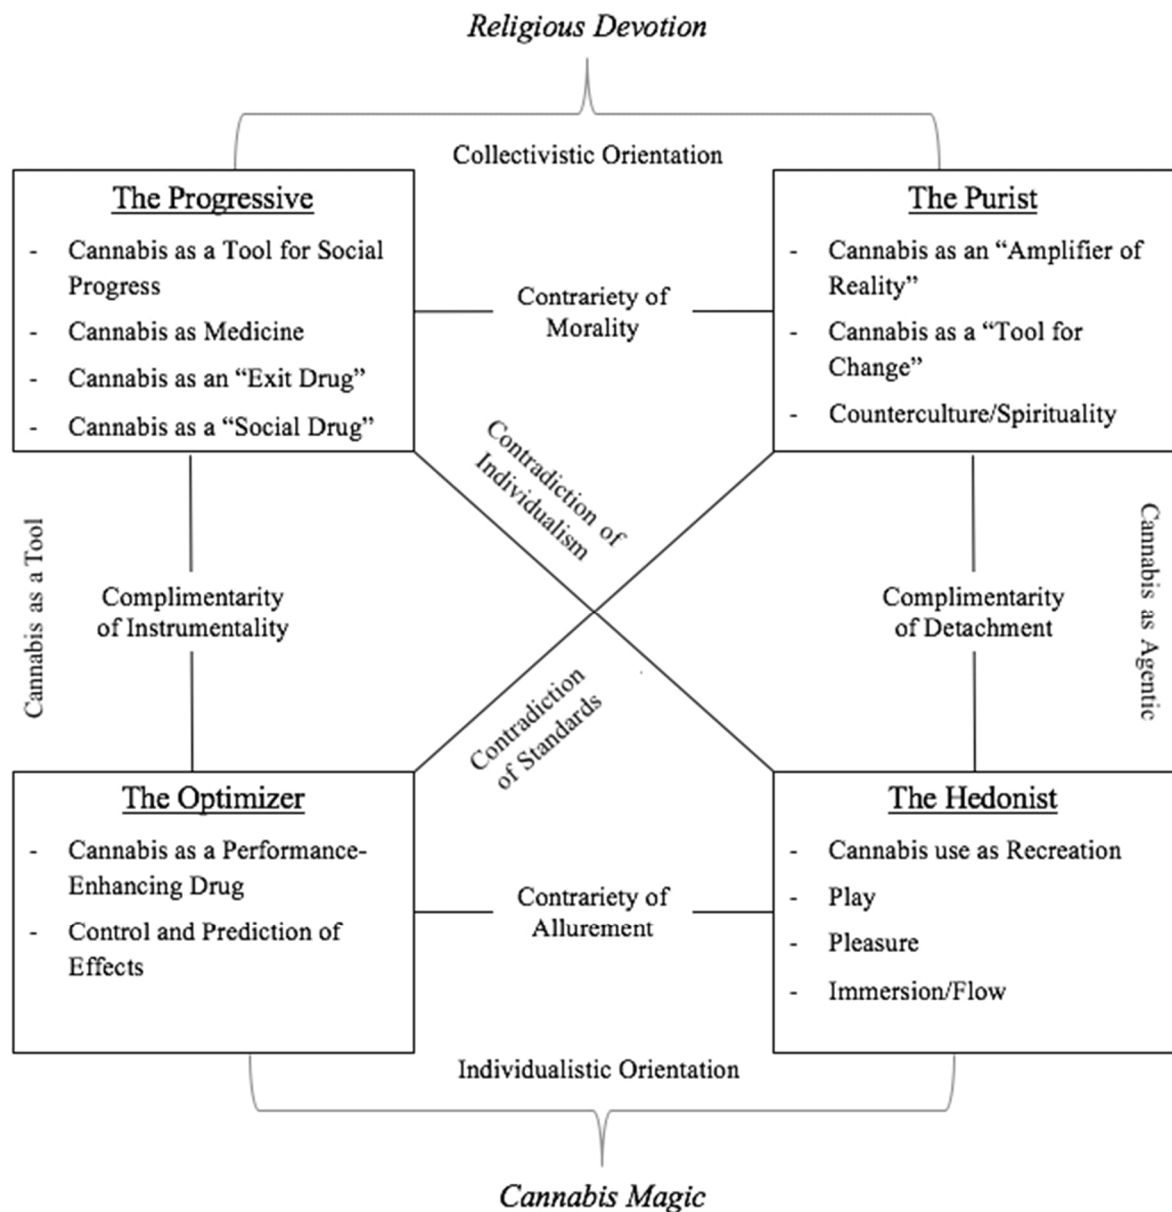 Religious Devotion
Collectivistic Orientation
The Progressive
- Cannabis as a Tool for Social
Progress
- Cannabis as Medicine
- Cannabis as an “Exit Drug”
- Cannabis as a “Social Drug”
Contrariety of
Morality
The Purist
- Cannabis as an “Amplifier of
Reality”
- Cannabis as a “Tool for
Change”
- Counterculture/Spirituality
Contradiction of
Individualism
Cannabis as a Tool
Complimentarity
of Instrumentality
Complimentarity
of Detachment
Cannabis as Agentic
Contradiction
of Standards
The Optimizer
- Cannabis as a Performance-
Enhancing Drug
- Control and Prediction of
Effects
Contrariety of
Allurement
The Hedonist
- Cannabis use as Recreation
- Play
- Pleasure
- Immersion/Flow
Individualistic Orientation
Cannabis Magic